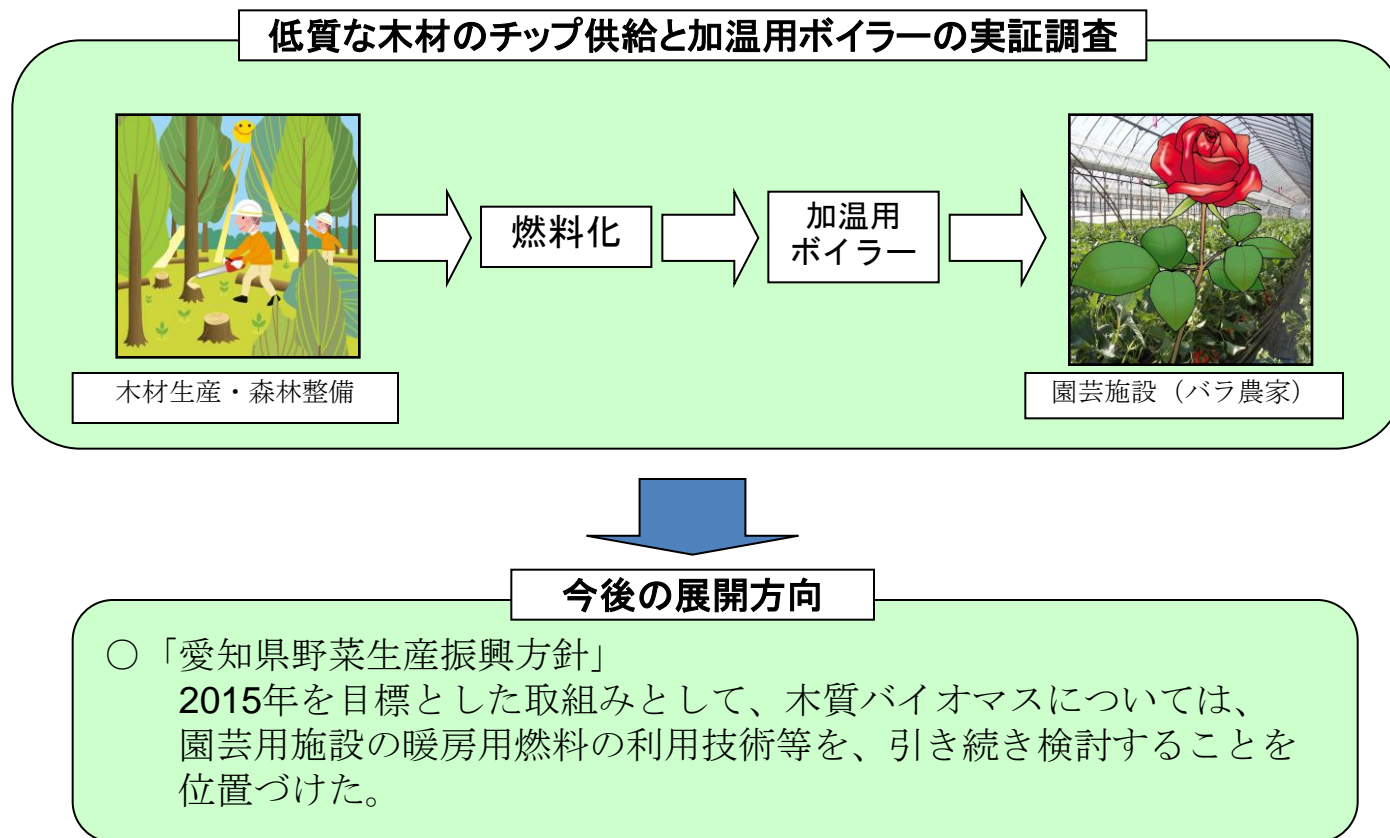 低質な木材のチップ供給と加温用ボイラーの実証調査
燃料化
加温用
ボイラー
木材生産・森林整備
園芸施設（バラ農家）
今後の展開方向
○「愛知県野菜生産振興方針」
2015年を目標とした取組みとして、木質バイオマスについては、
園芸用施設の暖房用燃料の利用技術等を、引き続き検討することを
位置づけた。